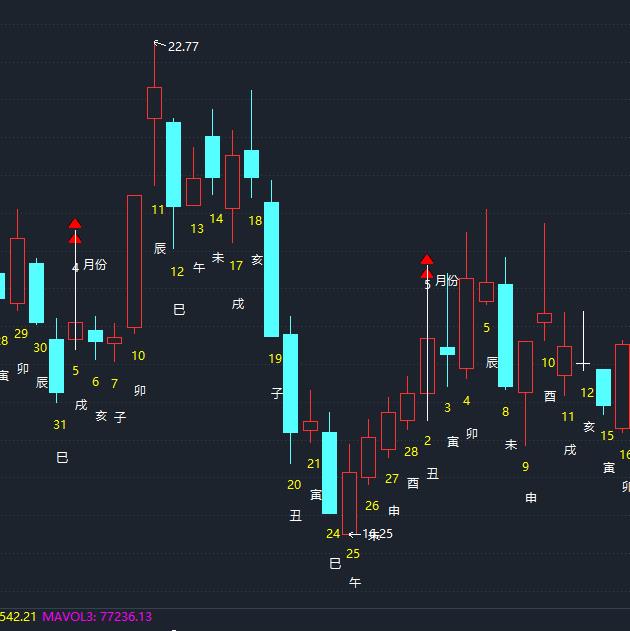 22.77
4 月份
28
29
30
31
5
6
7
10
11
12
13
14
17
18
19
20
21
24
25
26
27
28
16.25
5 月份
2
3
4
5
8
9
10
11
12
15
16
寅
卯
辰
巳
戌
亥
子
卯
辰
巳
午
未
戌
亥
子
丑
寅
巳
午
申
酉
丑
寅
卯
辰
未
申
酉
戌
亥
寅
卯
542.21 MAVOL3: 77236.13